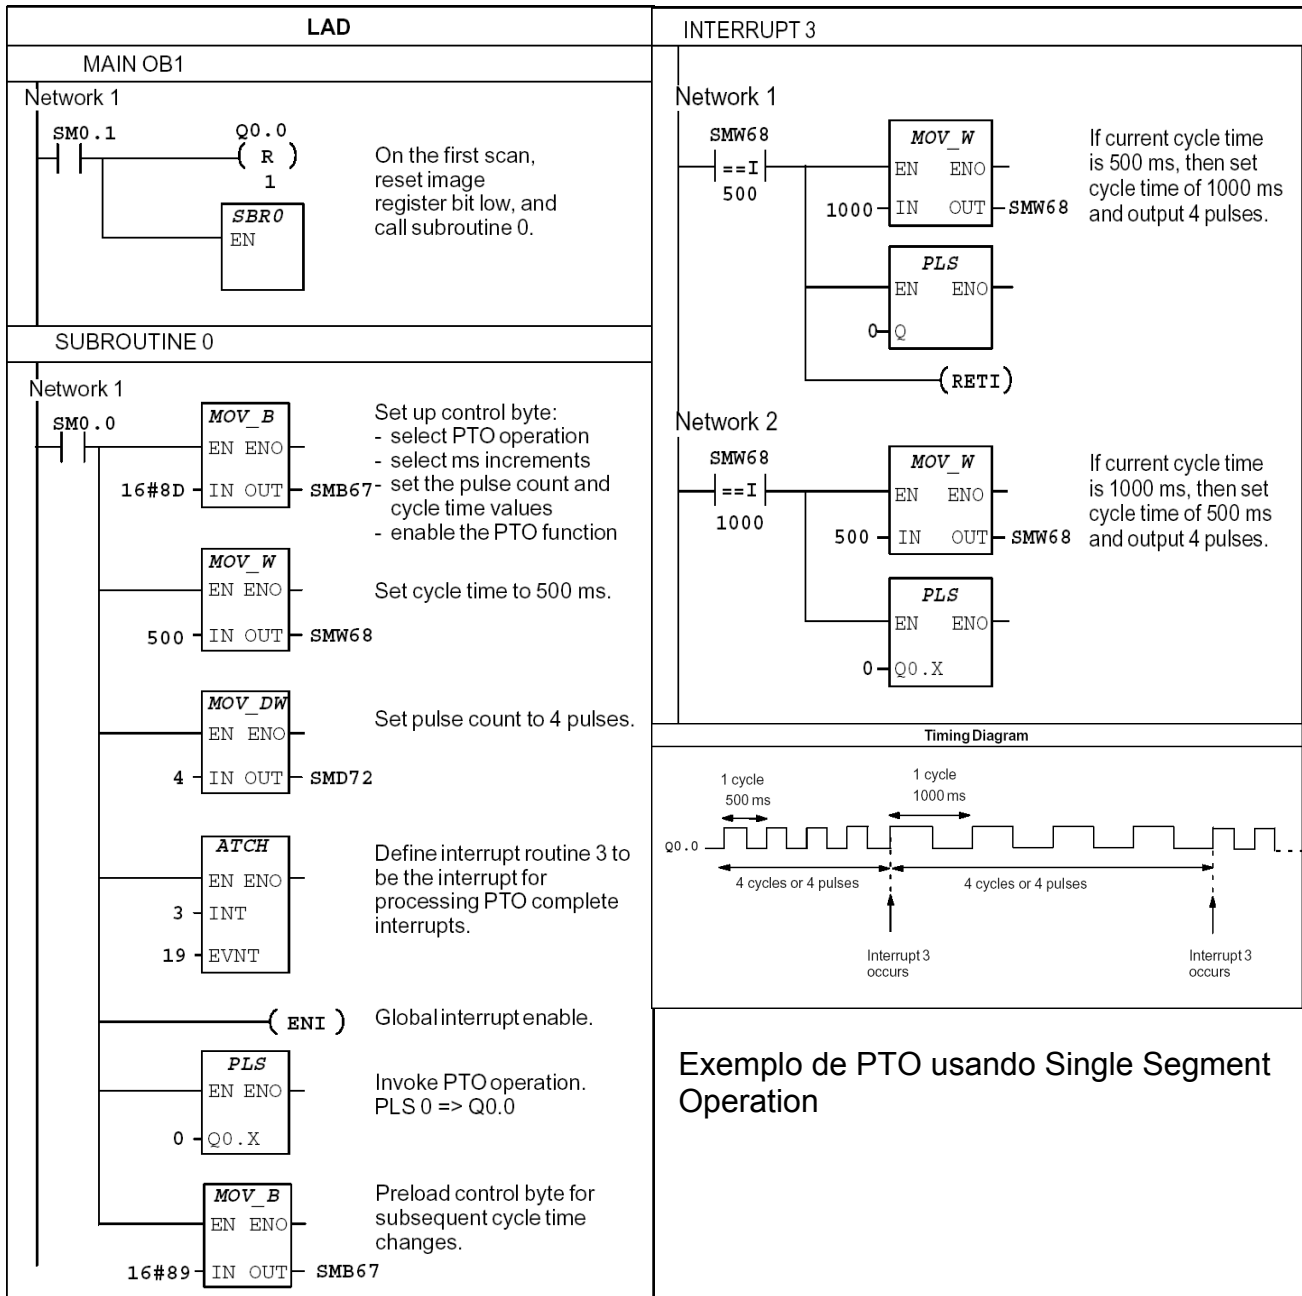 LAD
MAIN OB1
Network 1
SM0.1
Q0.0
( R )
1
SBR0
EN
On the first scan,
reset image
register bit low, and
call subroutine 0.
SUBROUTINE 0
Network 1
SM0.0
MOV_B
EN ENO
16#8D IN OUT SMB67
Set up control byte:
- select PTO operation
- select ms increments
- set the pulse count and
cycle time values
- enable the PTO function
MOV_W
EN ENO
500 IN OUT SMW68
Set cycle time to 500 ms.
MOV_DW
EN ENO
4 IN OUT SMD72
Set pulse count to 4 pulses.
ATCH
EN ENO
3 INT
19 EVNT
Define interrupt routine 3 to
be the interrupt for
processing PTO complete
interrupts.
( ENI )
Global interrupt enable.
PLS
EN ENO
0 Q0.X
Invoke PTO operation.
PLS 0 => Q0.0
MOV_B
EN ENO
16#89 IN OUT SMB67
Preload control byte for
subsequent cycle time
changes.
INTERRUPT 3
Network 1
SMW68
==I
500
MOV_W
EN ENO
1000 IN OUT SMW68
If current cycle time
is 500 ms, then set
cycle time of 1000 ms
and output 4 pulses.
PLS
EN ENO
0 Q
(RETI)
Network 2
SMW68
==I
1000
MOV_W
EN ENO
500 IN OUT SMW68
If current cycle time
is 1000 ms, then set
cycle time of 500 ms
and output 4 pulses.
PLS
EN ENO
0 Q0.X
Timing Diagram
1 cycle
500 ms
1 cycle
1000 ms
Q0.0
4 cycles or 4 pulses
4 cycles or 4 pulses
Interrupt 3
occurs
Interrupt 3
occurs
Exemplo de PTO usando Single Segment
Operation